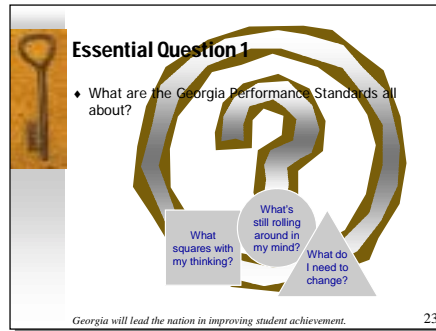 Essential Question 1
♦ What are the Georgia Performance Standards all
about?
What
squares with
my thinking?
What's
still rolling
around in
my mind?
What do
I need to
change?
Georgia will lead the nation in improving student achievement.
23